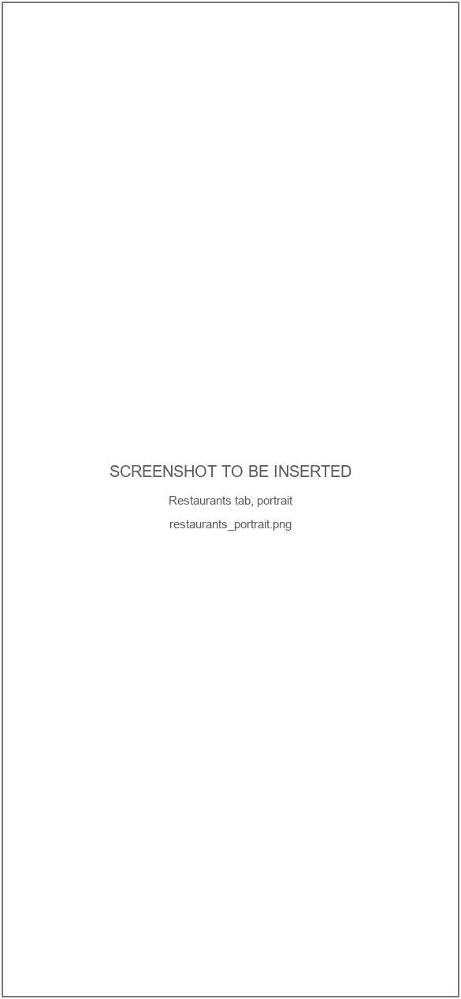 SCREENSHOT TO BE INSERTED
Restaurants tab, portrait
restaurants_portrait.png